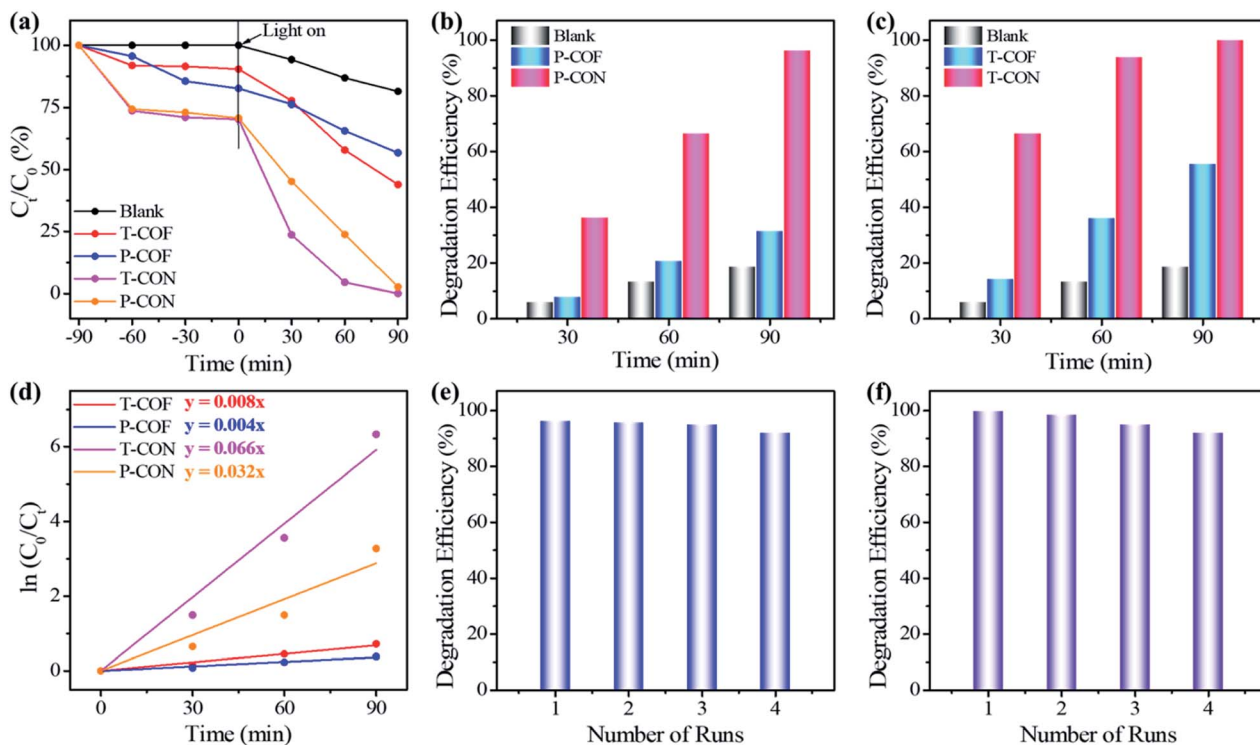 (a)
Light on
100
75
50
25
0
C_t/C_0 (%)
Blank
T-COF
P-COF
T-CON
P-CON
-90 -60 -30 0 30 60 90
Time (min)
(b)
Blank
P-COF
P-CON
100
80
60
40
20
0
Degradation Efficiency (%)
30 60 90
Time (min)
(c)
Blank
T-COF
T-CON
100
80
60
40
20
0
Degradation Efficiency (%)
30 60 90
Time (min)
(d)
T-COF y = 0.008x
P-COF y = 0.004x
T-CON y = 0.066x
P-CON y = 0.032x
6
4
2
0
ln (C_0/C_t)
0 30 60 90
Time (min)
(e)
100
80
60
40
20
0
Degradation Efficiency (%)
1 2 3 4
Number of Runs
(f)
100
80
60
40
20
0
Degradation Efficiency (%)
1 2 3 4
Number of Runs